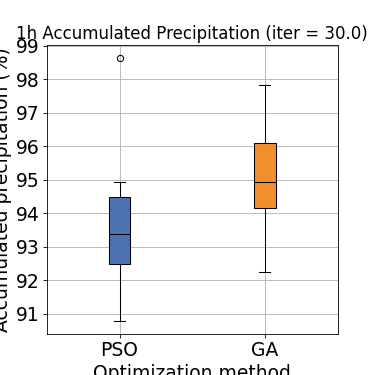 1h Accumulated Precipitation (iter = 30.0)
Accumulated precipitation (%)
99
98
97
96
95
94
93
92
91
PSO GA
Optimization method